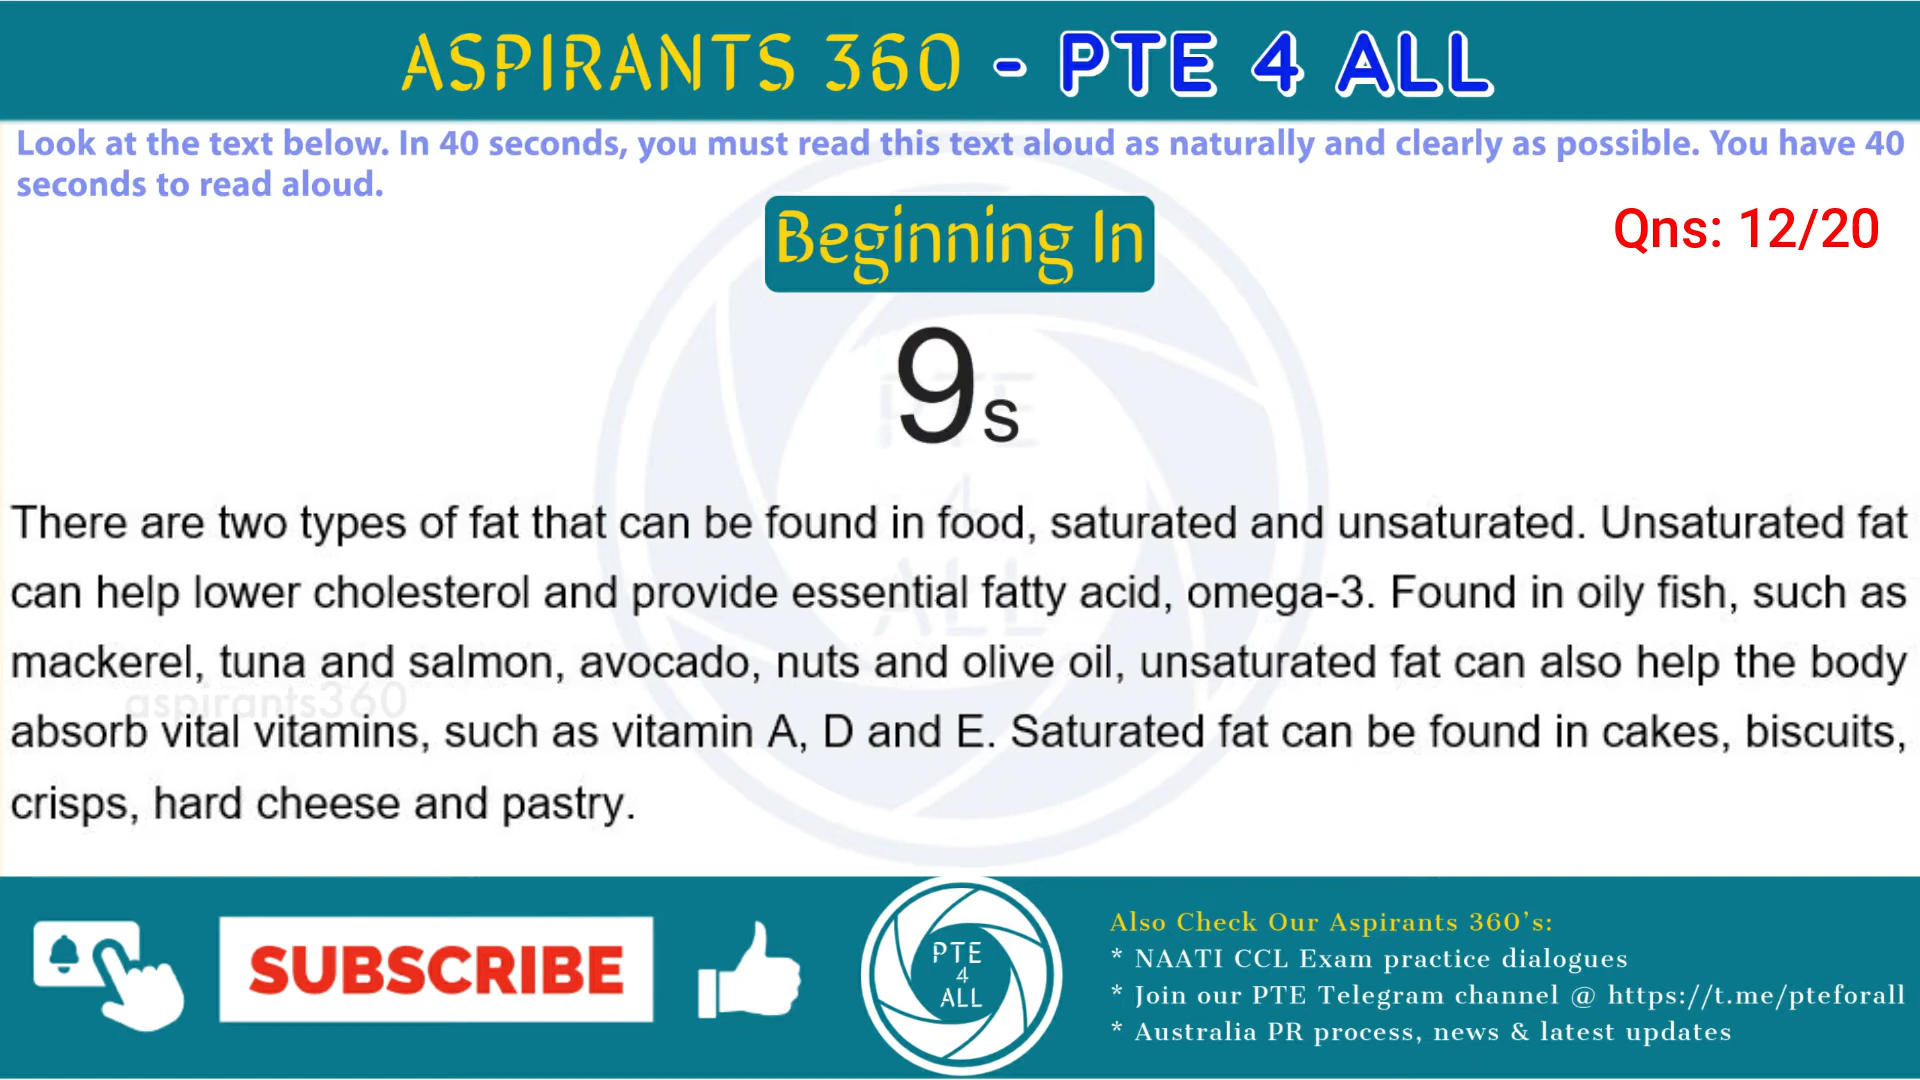 ASPIRANTS 360 - PTE 4 ALL
Look at the text below. In 40 seconds, you must read this text aloud as naturally and clearly as possible. You have 40
seconds to read aloud.
Beginning In
Qns: 12/20
9s
There are two types of fat that can be found in food, saturated and unsaturated. Unsaturated fat
can help lower cholesterol and provide essential fatty acid, omega-3. Found in oily fish, such as
mackerel, tuna and salmon, avocado, nuts and olive oil, unsaturated fat can also help the body
absorb vital vitamins, such as vitamin A, D and E. Saturated fat can be found in cakes, biscuits,
crisps, hard cheese and pastry.
aspirants360
PTE
4
ALL
SUBSCRIBE
PTE
4
ALL
Also Check Our Aspirants 360's:
* NAATI CCL Exam practice dialogues
* Join our PTE Telegram channel @ https://t.me/pteforall
* Australia PR process, news & latest updates